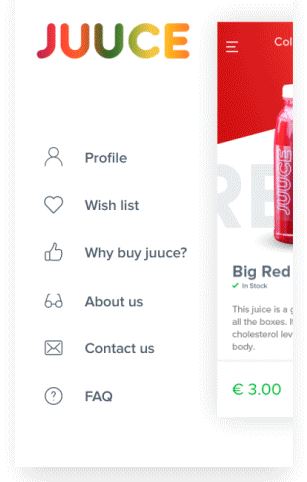 JUUCE
Profile
Wish list
Why buy juuce?
About us
Contact us
FAQ
Col
RE
JUUCE
Big Red
In Stock
This juice is a g
all the boxes. I
cholesterol lev
body.
€ 3.00